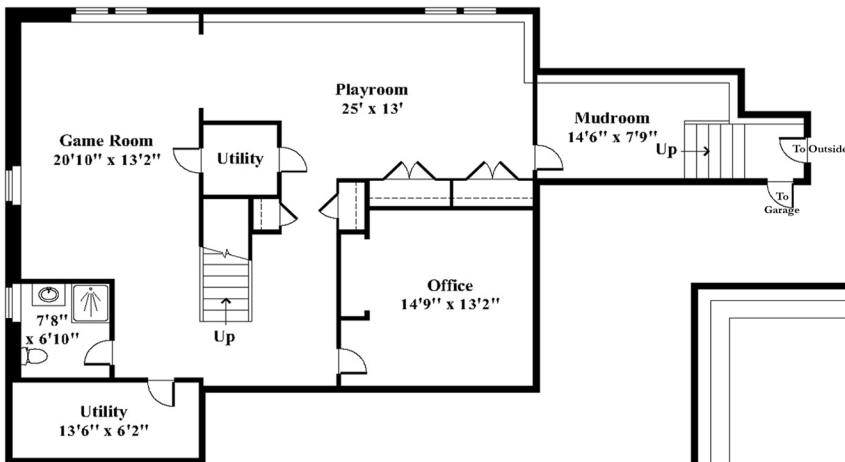 Playroom
25' x 13'
Mudroom
14'6" x 7'9"
Game Room
20'10" x 13'2"
Utility
Up
To Outside
To
Garage
Office
14'9" x 13'2"
7'8"
x 6'10"
Up
Utility
13'6" x 6'2"